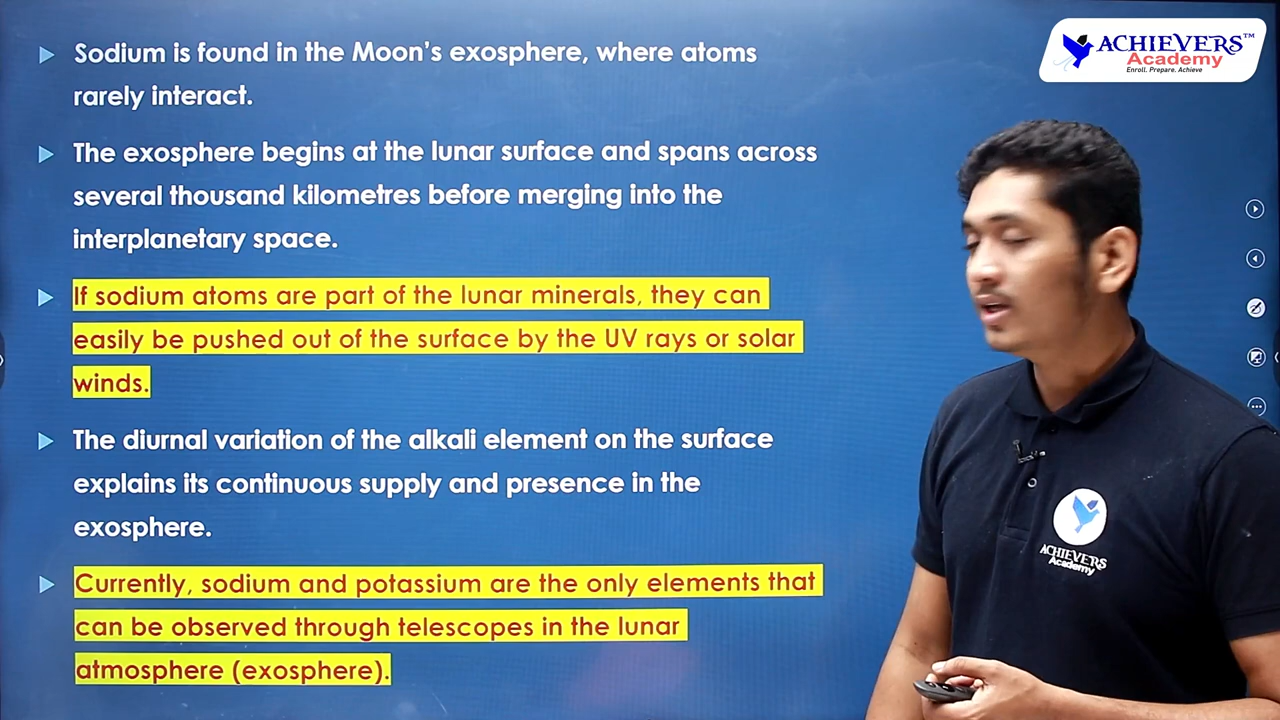 Sodium is found in the Moon's exosphere, where atoms
rarely interact.
The exosphere begins at the lunar surface and spans across
several thousand kilometres before merging into the
interplanetary space.
If sodium atoms are part of the lunar minerals, they can
easily be pushed out of the surface by the UV rays or solar
winds.
The diurnal variation of the alkali element on the surface
explains its continuous supply and presence in the
exosphere.
Currently, sodium and potassium are the only elements that
can be observed through telescopes in the lunar
atmosphere (exosphere).
ACHIEVERS™
Academy
Enroll. Prepare. Achieve
ACHIEVERS
Academy